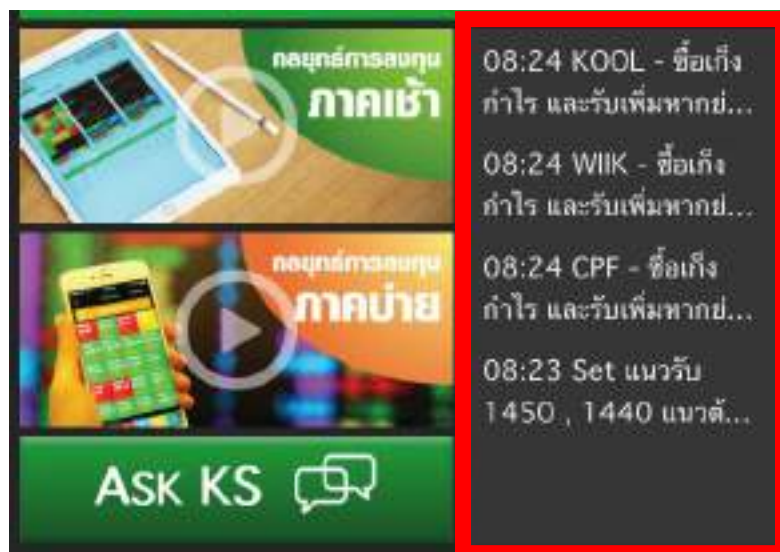 กลยุทธ์การลงทุน
ภาคเช้า
กลยุทธ์การลงทุน
ภาคบ่าย
ASK KS
08:24 KOOL - ซื้อเก็ง
กำไร และรับเพิ่มหากย่...
08:24 WIIK - ซื้อเก็ง
กำไร และรับเพิ่มหากย่...
08:24 CPF - ซื้อเก็ง
กำไร และรับเพิ่มหากย่...
08:23 Set แนวรับ
1450 , 1440 แนวต้...